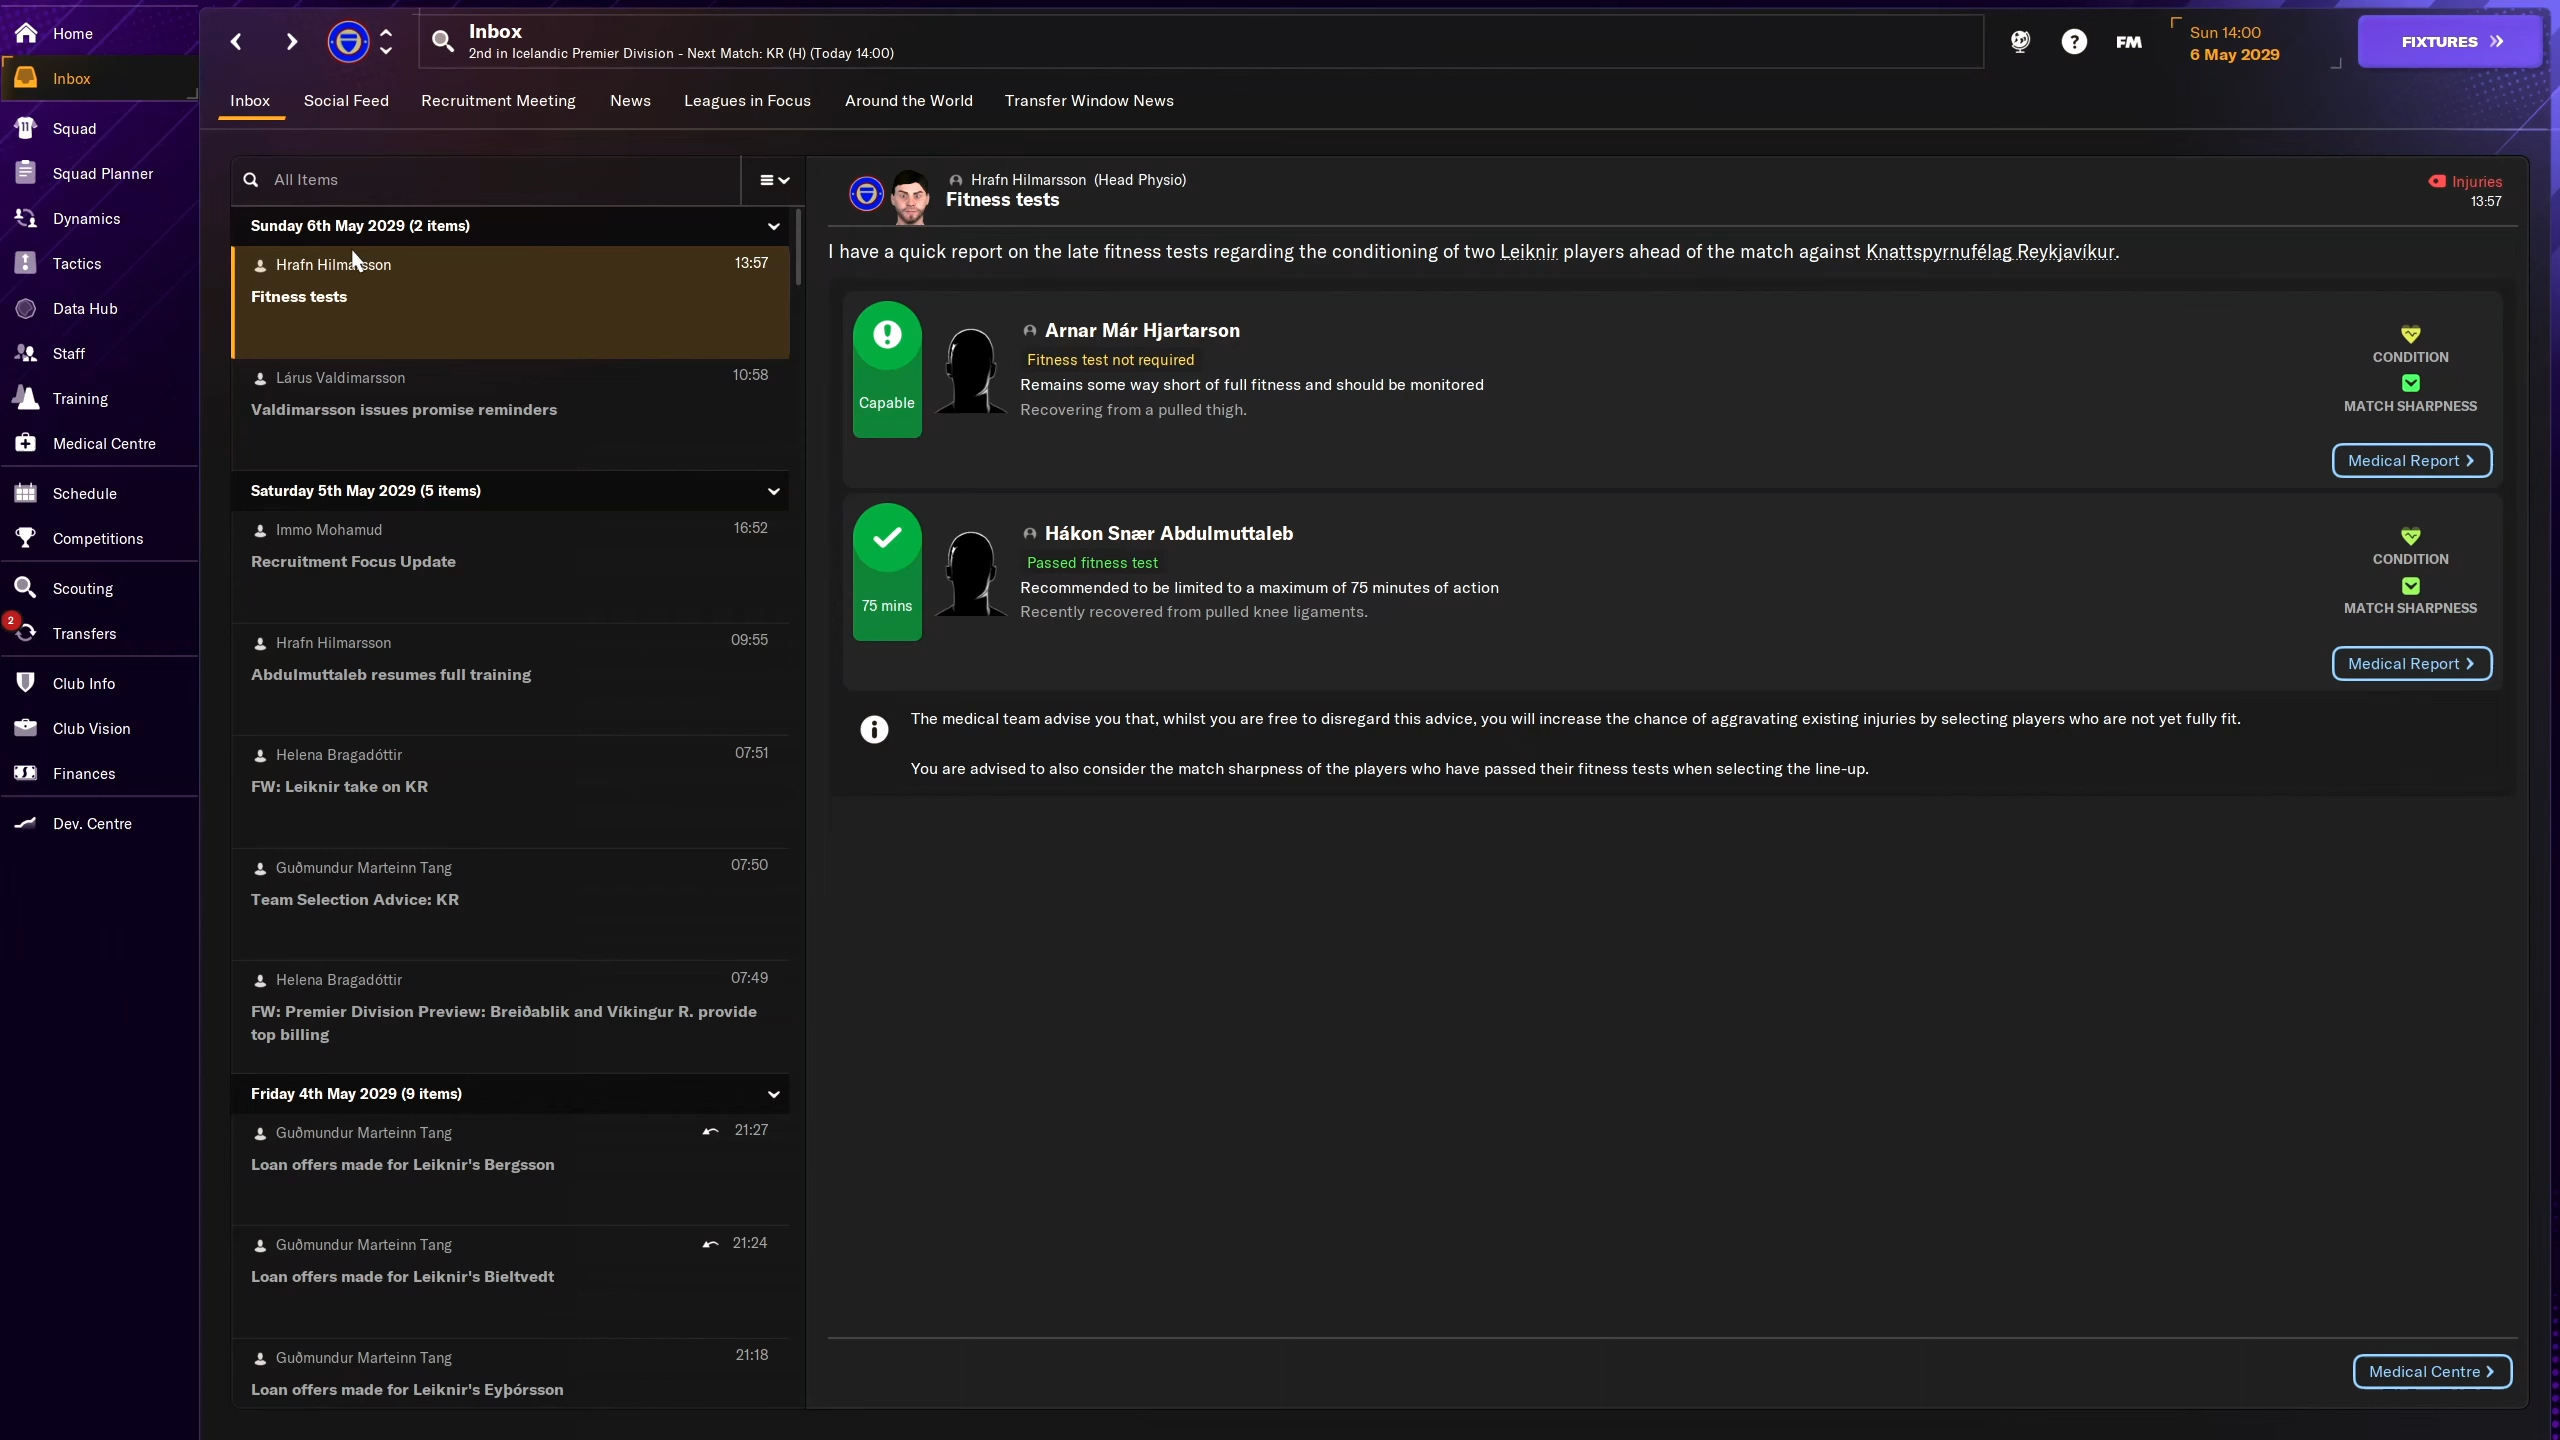 Home
Inbox
Squad
Squad Planner
Dynamics
Tactics
Data Hub
Staff
Training
Medical Centre
Schedule
Competitions
Scouting
2
Transfers
Club Info
Club Vision
Finances
Dev. Centre
Inbox
2nd in Icelandic Premier Division - Next Match: KR (H) (Today 14:00)
?
FM
Sun 14:00
6 May 2029
FIXTURES
Inbox
Social Feed
Recruitment Meeting
News
Leagues in Focus
Around the World
Transfer Window News
All Items
Sunday 6th May 2029 (2 items)
Hrafn Hilmarsson 13:57
Fitness tests
Lárus Valdimarsson 10:58
Valdimarsson issues promise reminders
Saturday 5th May 2029 (5 items)
Immo Mohamud 16:52
Recruitment Focus Update
Hrafn Hilmarsson 09:55
Abdulmuttaleb resumes full training
Helena Bragadóttir 07:51
FW: Leiknir take on KR
Guðmundur Marteinn Tang 07:50
Team Selection Advice: KR
Helena Bragadóttir 07:49
FW: Premier Division Preview: Breiðablik and Víkingur R. provide
top billing
Friday 4th May 2029 (9 items)
Guðmundur Marteinn Tang 21:27
Loan offers made for Leiknir's Bergsson
Guðmundur Marteinn Tang 21:24
Loan offers made for Leiknir's Bieltvedt
Guðmundur Marteinn Tang 21:18
Loan offers made for Leiknir's Eyþórsson
Hrafn Hilmarsson (Head Physio)
Fitness tests
Injuries
13:57
I have a quick report on the late fitness tests regarding the conditioning of two Leiknir players ahead of the match against Knattspyrnufélag Reykjavíkur.
Capable
Arnar Már Hjartarson
Fitness test not required
Remains some way short of full fitness and should be monitored
Recovering from a pulled thigh.
CONDITION
MATCH SHARPNESS
Medical Report
75 mins
Hákon Snær Abdulmuttaleb
Passed fitness test
Recommended to be limited to a maximum of 75 minutes of action
Recently recovered from pulled knee ligaments.
CONDITION
MATCH SHARPNESS
Medical Report
The medical team advise you that, whilst you are free to disregard this advice, you will increase the chance of aggravating existing injuries by selecting players who are not yet fully fit.
You are advised to also consider the match sharpness of the players who have passed their fitness tests when selecting the line-up.
Medical Centre